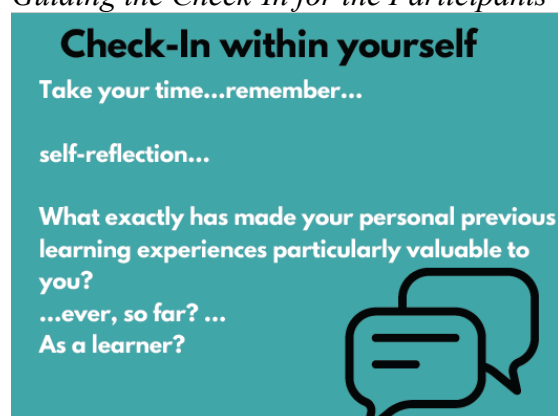 Guiding the Check-In for the Participants
Check-In within yourself
Take your time...remember...
self-reflection...
What exactly has made your personal previous
learning experiences particularly valuable to
you?
...ever, so far? ...
As a learner?